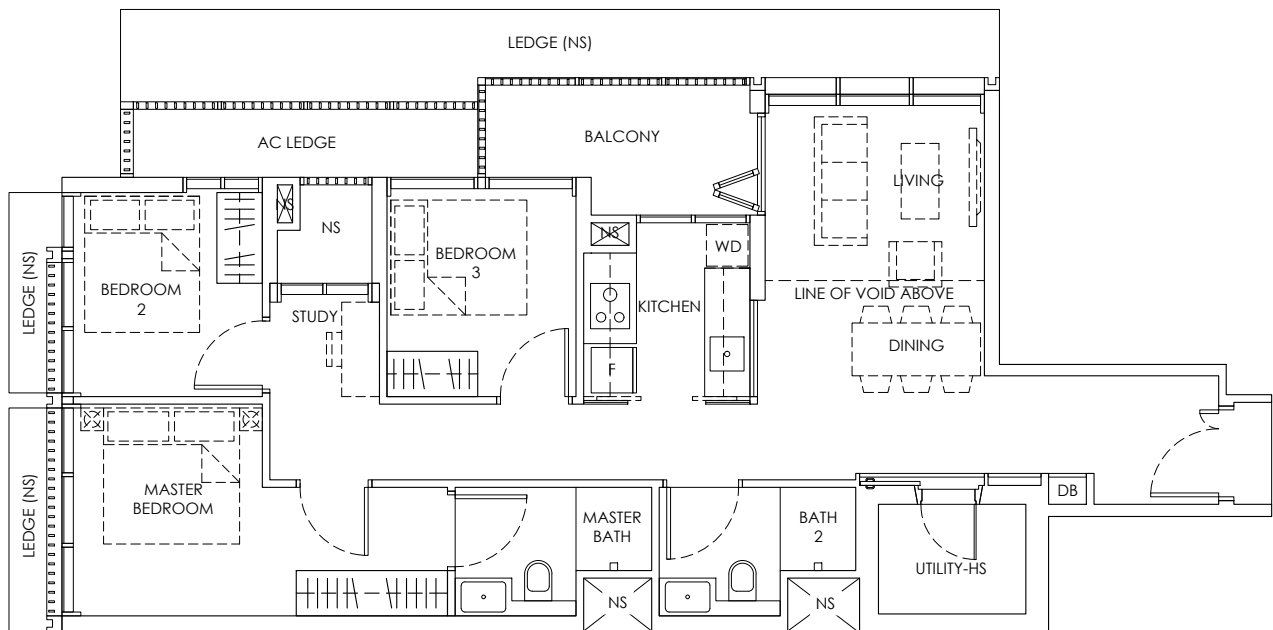 LEDGE (NS)
AC LEDGE
BALCONY
LIVING
NS
NS
BEDROOM
3
NS
WD
LEDGE (NS)
BEDROOM
2
STUDY
KITCHEN
LINE OF VOID ABOVE
DINING
F
LEDGE (NS)
MASTER
BEDROOM
MASTER
BATH
BATH
2
DB
UTILITY-HS
NS
NS